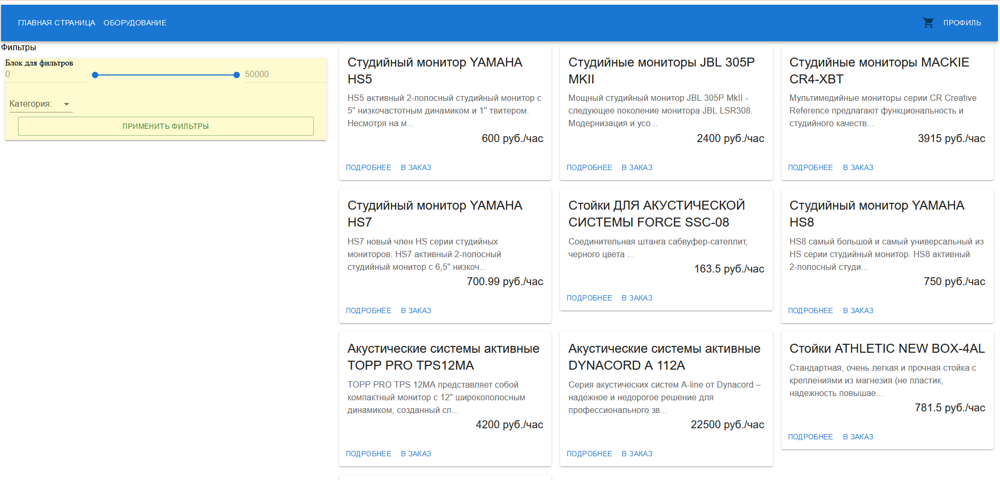 ГЛАВНАЯ СТРАНИЦА ОБОРУДОВАНИЕ ПРОФИЛЬ
Фильтры
Блок для фильтров
0 50000
Категория:
ПРИМЕНИТЬ ФИЛЬТРЫ
Студийный монитор YAMAHA
HS5
HS5 активный 2-полосный студийный монитор с
5" низкочастотным динамиком и 1" твитером.
Несмотря на м...
600 руб./час
ПОДРОБНЕЕ В ЗАКАЗ
Студийные мониторы JBL 305P
MKII
Мощный студийный монитор JBL 305P MkII -
следующее поколение монитора JBL LSR308.
Модернизация и усо...
2400 руб./час
ПОДРОБНЕЕ В ЗАКАЗ
Студийные мониторы MACKIE
CR4-XBT
Мультимедийные мониторы серии CR Creative
Reference предлагают функциональность и
студийного качеств...
3915 руб./час
ПОДРОБНЕЕ В ЗАКАЗ
Студийный монитор YAMAHA
HS7
HS7 новый член HS серии студийных
мониторов. HS7 активный 2-полосный
студийный монитор с 6,5" низкоч...
700.99 руб./час
ПОДРОБНЕЕ В ЗАКАЗ
Стойки ДЛЯ АКУСТИЧЕСКОЙ
СИСТЕМЫ FORCE SSC-08
Соединительная штанга сабвуфер-сателлит,
черного цвета ...
163.5 руб./час
ПОДРОБНЕЕ В ЗАКАЗ
Студийный монитор YAMAHA
HS8
HS8 самый большой и самый универсальный из
HS серии студийный монитор. HS8 активный
2-полосный студи...
750 руб./час
ПОДРОБНЕЕ В ЗАКАЗ
Акустические системы активные
TOPP PRO TPS12MA
TOPP PRO TPS 12MA представляет собой
компактный монитор с 12" широкополосным
динамиком, созданный сп...
4200 руб./час
ПОДРОБНЕЕ В ЗАКАЗ
Акустические системы активные
DYNACORD A 112A
Серия акустических систем A-line от Dynacord –
надежное и недорогое решение для
профессионального зв...
22500 руб./час
ПОДРОБНЕЕ В ЗАКАЗ
Стойки ATHLETIC NEW BOX-4AL
Стандартная, очень легкая и прочная стойка с
креплениями из магнезия (не пластик,
надежность повышае...
781.5 руб./час
ПОДРОБНЕЕ В ЗАКАЗ